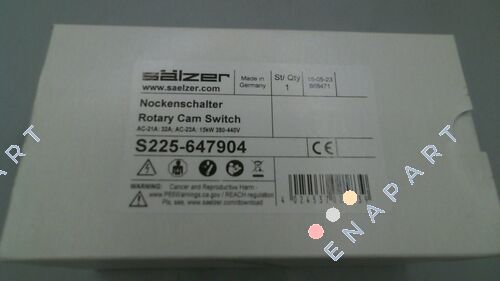 sälzer
www.saelzer.com
Made in
Germany
St/ Qty
1
15-05-23
Nockenschalter
Rotary Cam Switch
AC-21A: 32A; AC-23A: 15kW 380-440V
S225-647904
CE
WARNING: Cancer and Reproductive Harm -
www.P65Warnings.ca.gov / REACH-regulation
Pls, see www.saelzer.com/download
ENAPART
ENAPART